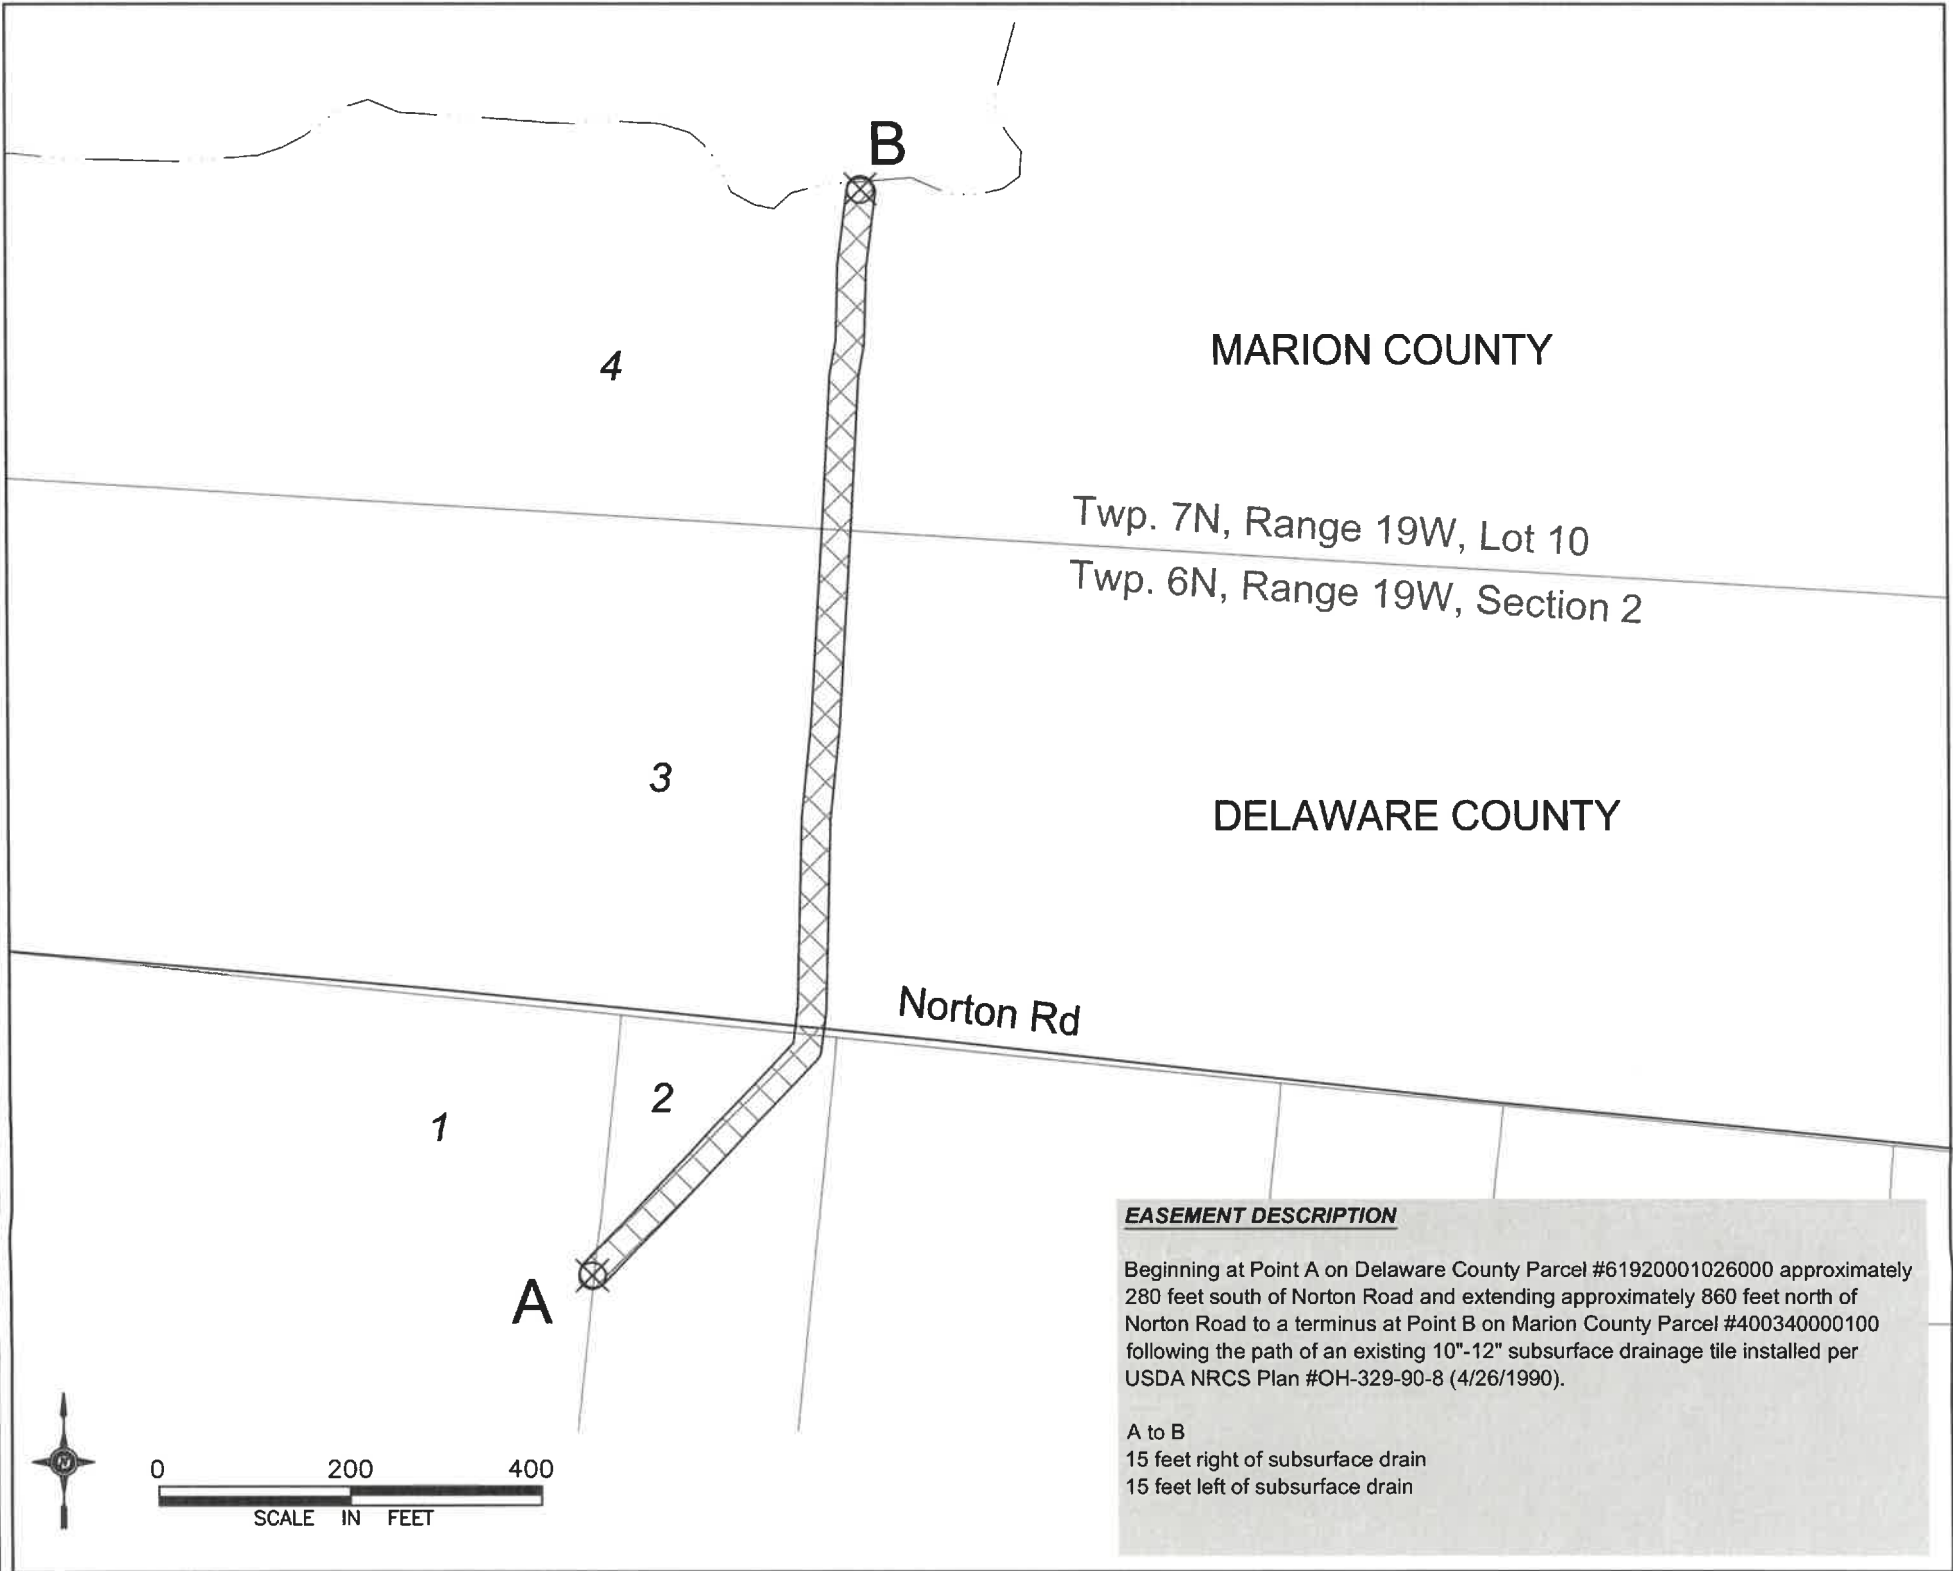 B
MARION COUNTY
4
Twp. 7N, Range 19W, Lot 10
Twp. 6N, Range 19W, Section 2
3
DELAWARE COUNTY
Norton Rd
2
1
A
EASEMENT DESCRIPTION
Beginning at Point A on Delaware County Parcel #61920001026000 approximately
280 feet south of Norton Road and extending approximately 860 feet north of
Norton Road to a terminus at Point B on Marion County Parcel #400340000100
following the path of an existing 10"-12" subsurface drainage tile installed per
USDA NRCS Plan #OH-329-90-8 (4/26/1990).
A to B
15 feet right of subsurface drain
15 feet left of subsurface drain
N
0 200 400
SCALE IN FEET